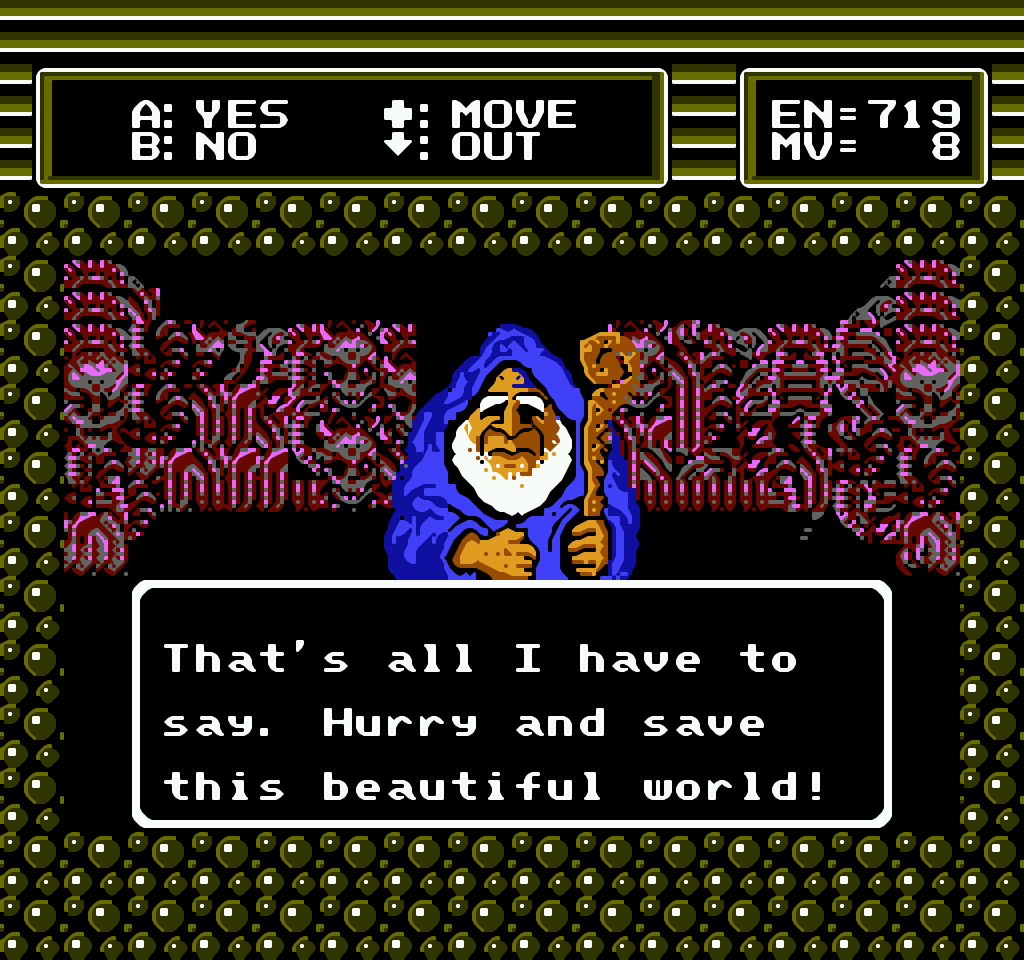 A: YES ✚: MOVE
B: NO ⬇: OUT
EN=719
MV= 8
That's all I have to
say. Hurry and save
this beautiful world!